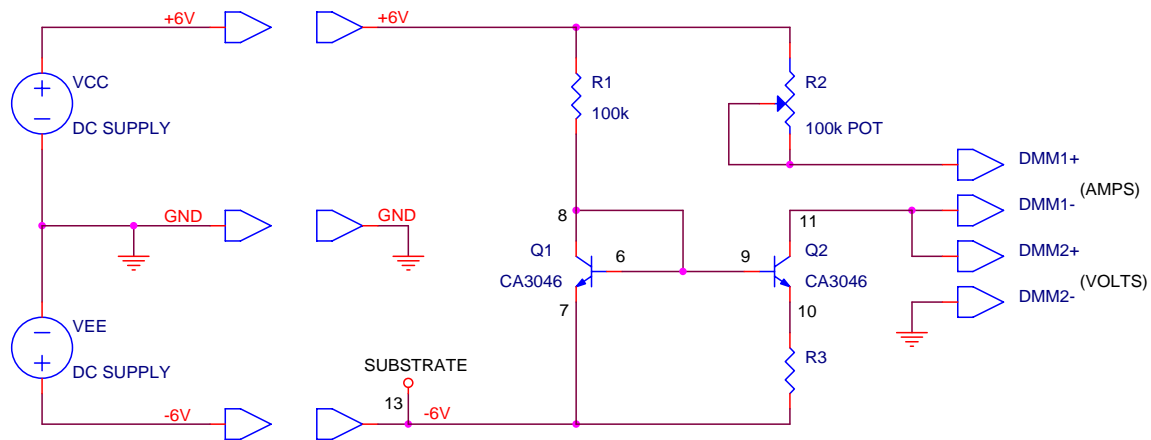 +6V
+6V
VCC
+
−
DC SUPPLY
R1
100k
R2
100k POT
DMM1+
(AMPS)
DMM1-
GND
GND
8
11
DMM2+
(VOLTS)
DMM2-
Q1
CA3046
6
9
Q2
CA3046
7
10
VEE
−
+
DC SUPPLY
R3
SUBSTRATE
13
-6V
-6V